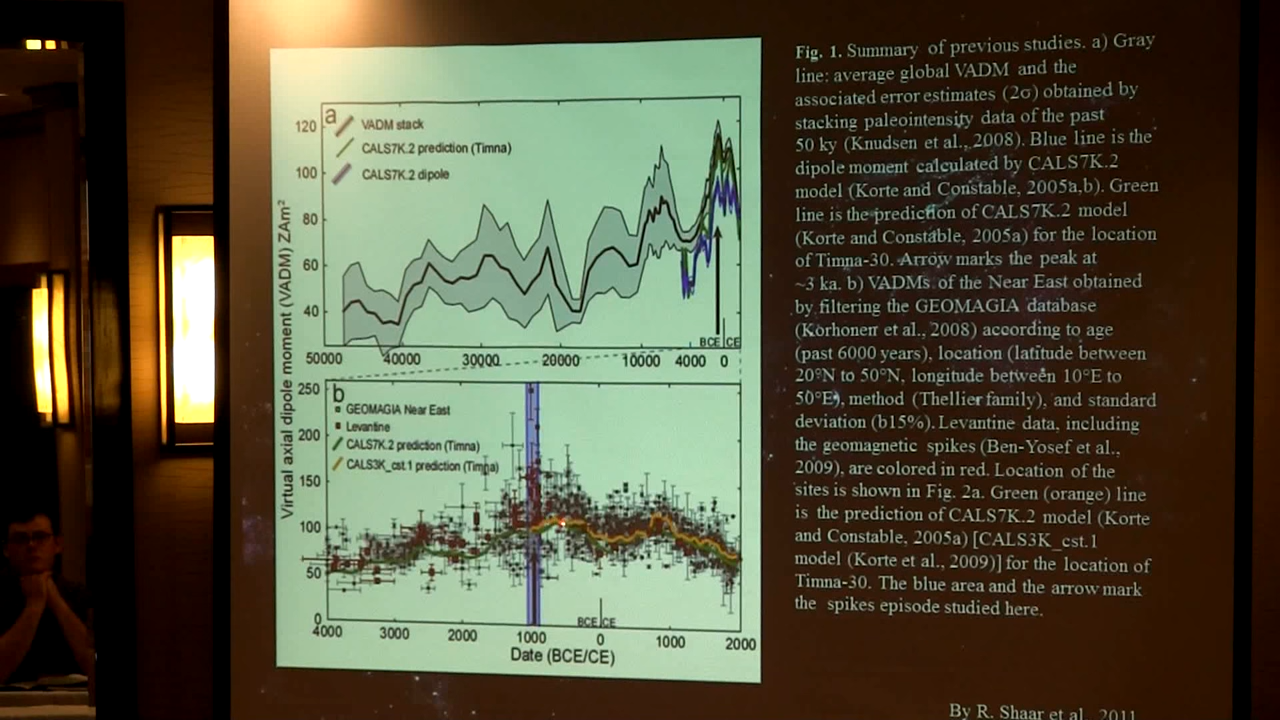 a
VADM stack
CALS7K.2 prediction (Timna)
CALS7K.2 dipole
120
100
80
60
40
BCE CE
50000 40000 30000 20000 10000 4000 0
Virtual axial dipole moment (VADM) ZAm²
b
GEOMAGIA Near East
Levantine
CALS7K.2 prediction (Timna)
CALS3K_cst.1 prediction (Timna)
250
200
150
100
50
0
BCE CE
4000 3000 2000 1000 0 1000 2000
Date (BCE/CE)
Fig. 1. Summary of previous studies. a) Gray
line: average global VADM and the
associated error estimates (2σ) obtained by
stacking paleointensity data of the past
50 ky (Knudsen et al., 2008). Blue line is the
dipole moment calculated by CALS7K.2
model (Korte and Constable, 2005a,b). Green
line is the prediction of CALS7K.2 model
(Korte and Constable, 2005a) for the location
of Timna-30. Arrow marks the peak at
~3 ka. b) VADMs of the Near East obtained
by filtering the GEOMAGIA database
(Korhonen et al., 2008) according to age
(past 6000 years), location (latitude between
20°N to 50°N, longitude between 10°E to
50°E), method (Thellier family), and standard
deviation (b15%). Levantine data, including
the geomagnetic spikes (Ben-Yosef et al.,
2009), are colored in red. Location of the
sites is shown in Fig. 2a. Green (orange) line
is the prediction of CALS7K.2 model (Korte
and Constable, 2005a) [CALS3K_cst.1
model (Korte et al., 2009)] for the location of
Timna-30. The blue area and the arrow mark
the spikes episode studied here.
By R. Shaar et al., 2011